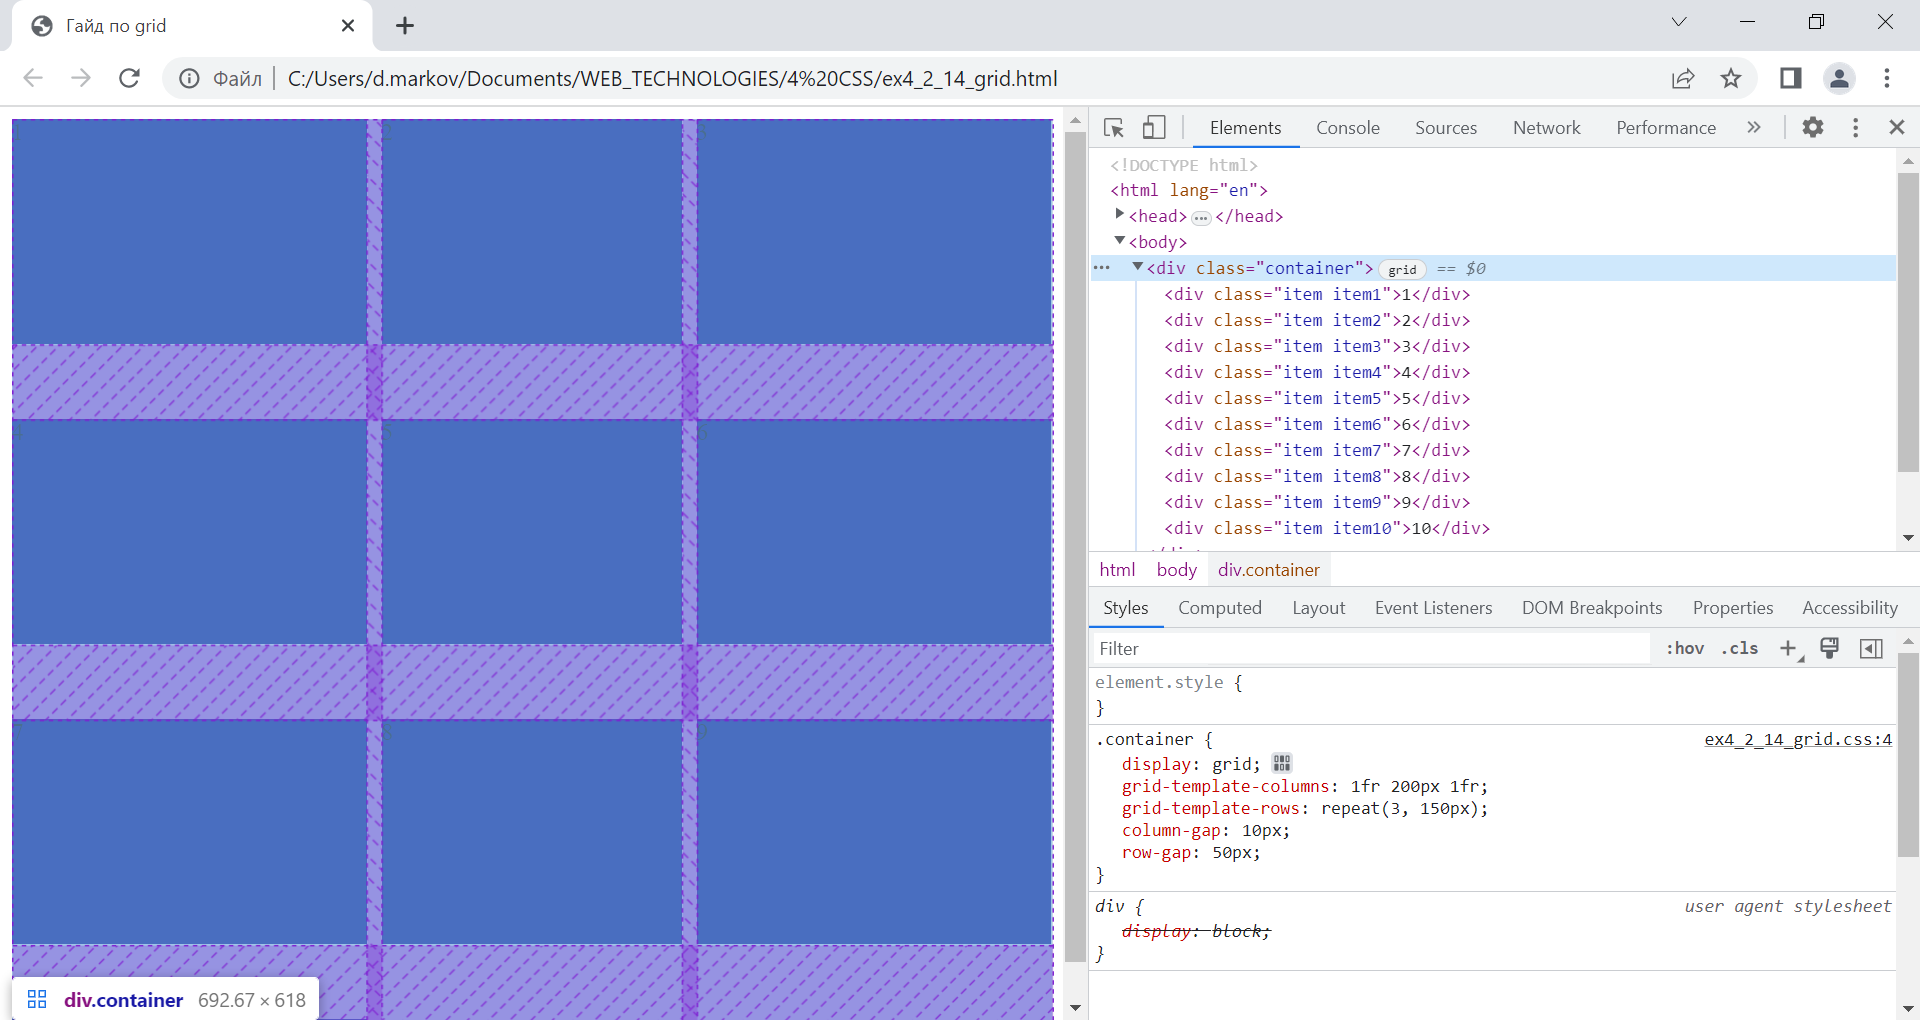 Гайд по grid
Файл | C:/Users/d.markov/Documents/WEB_TECHNOLOGIES/4%20CSS/ex4_2_14_grid.html
Elements Console Sources Network Performance »
<!DOCTYPE html>
<html lang="en">
<head> … </head>
<body>
<div class="container"> grid == $0
<div class="item item1">1</div>
<div class="item item2">2</div>
<div class="item item3">3</div>
<div class="item item4">4</div>
<div class="item item5">5</div>
<div class="item item6">6</div>
<div class="item item7">7</div>
<div class="item item8">8</div>
<div class="item item9">9</div>
<div class="item item10">10</div>
html body div.container
Styles Computed Layout Event Listeners DOM Breakpoints Properties Accessibility
Filter :hov .cls
element.style {
}
.container { ex4_2_14_grid.css:4
display: grid;
grid-template-columns: 1fr 200px 1fr;
grid-template-rows: repeat(3, 150px);
column-gap: 10px;
row-gap: 50px;
}
div { user agent stylesheet
display: block;
}
div.container 692.67 × 618